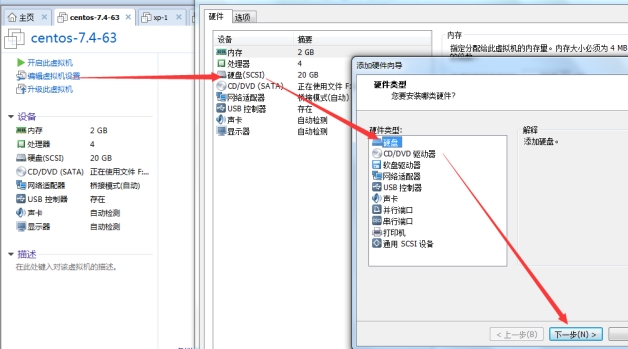 主页
centos-7.4-63
xp-1
centos-7.4-63
开启此虚拟机
编辑虚拟机设置
升级此虚拟机
设备
内存 2 GB
处理器 4
硬盘(SCSI) 20 GB
CD/DVD (SATA) 正在使用文件 F:...
网络适配器 桥接模式(自动)
USB 控制器 存在
声卡 自动检测
显示器 自动检测
描述
在此处键入对该虚拟机的描述。
硬件 选项
设备 摘要
内存 2 GB
处理器 4
硬盘(SCSI) 20 GB
CD/DVD (SATA) 正在使用文件 F
网络适配器 桥接模式(自动)
USB 控制器 存在
声卡 自动检测
显示器 自动检测
内存
指定分配给此虚拟机的内存量。内存大小必须为 4 MB
添加硬件向导
硬件类型
您要安装哪类硬件?
硬件类型:
硬盘
CD/DVD 驱动器
软盘驱动器
网络适配器
USB 控制器
声卡
并行端口
串行端口
打印机
通用 SCSI 设备
解释
添加硬盘。
< 上一步(B) 下一步(N) >